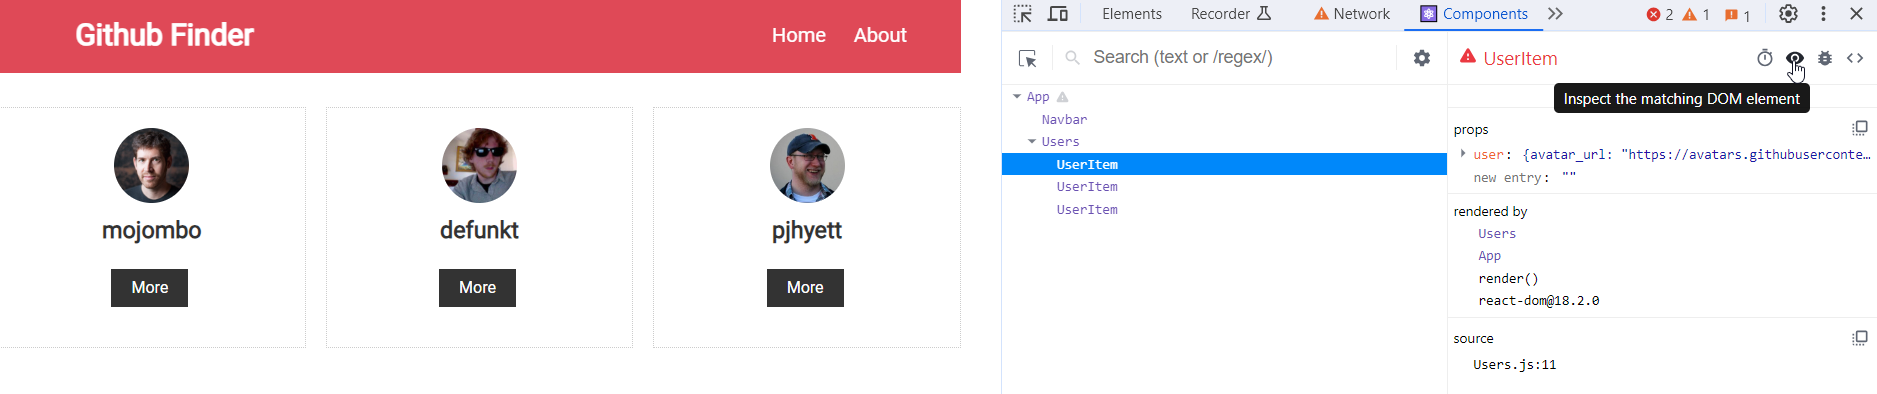 Github Finder
Home About
mojombo
More
defunkt
More
pjhyett
More
Elements Recorder Network Components 2 1 1
Search (text or /regex/)
App
Navbar
Users
UserItem
UserItem
UserItem
UserItem
Inspect the matching DOM element
props
user: {avatar_url: "https://avatars.githubuserconte…
new entry: ""
rendered by
Users
App
render()
react-dom@18.2.0
source
Users.js:11